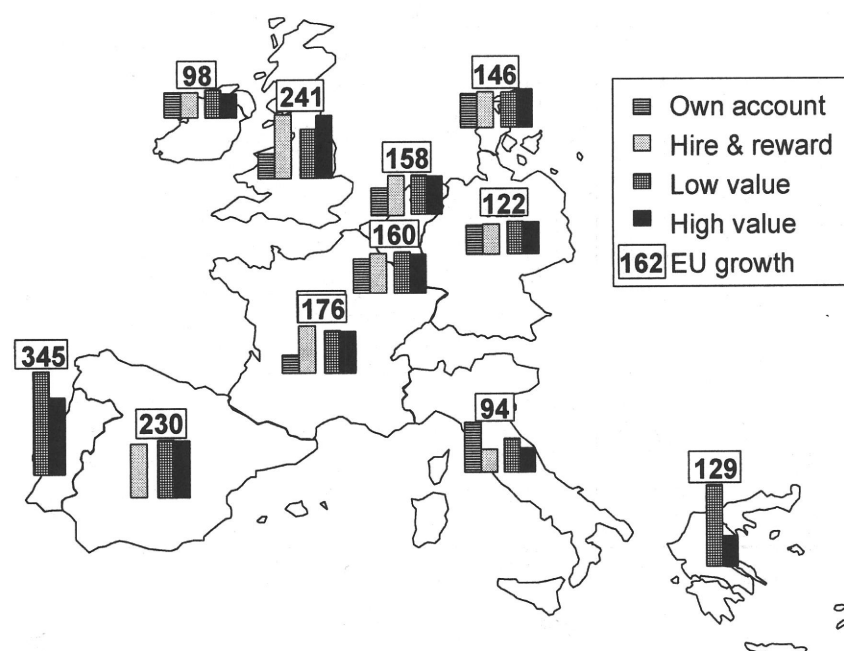 98
241
146
158
122
160
176
345
230
94
129
Own account
Hire & reward
Low value
High value
162 EU growth